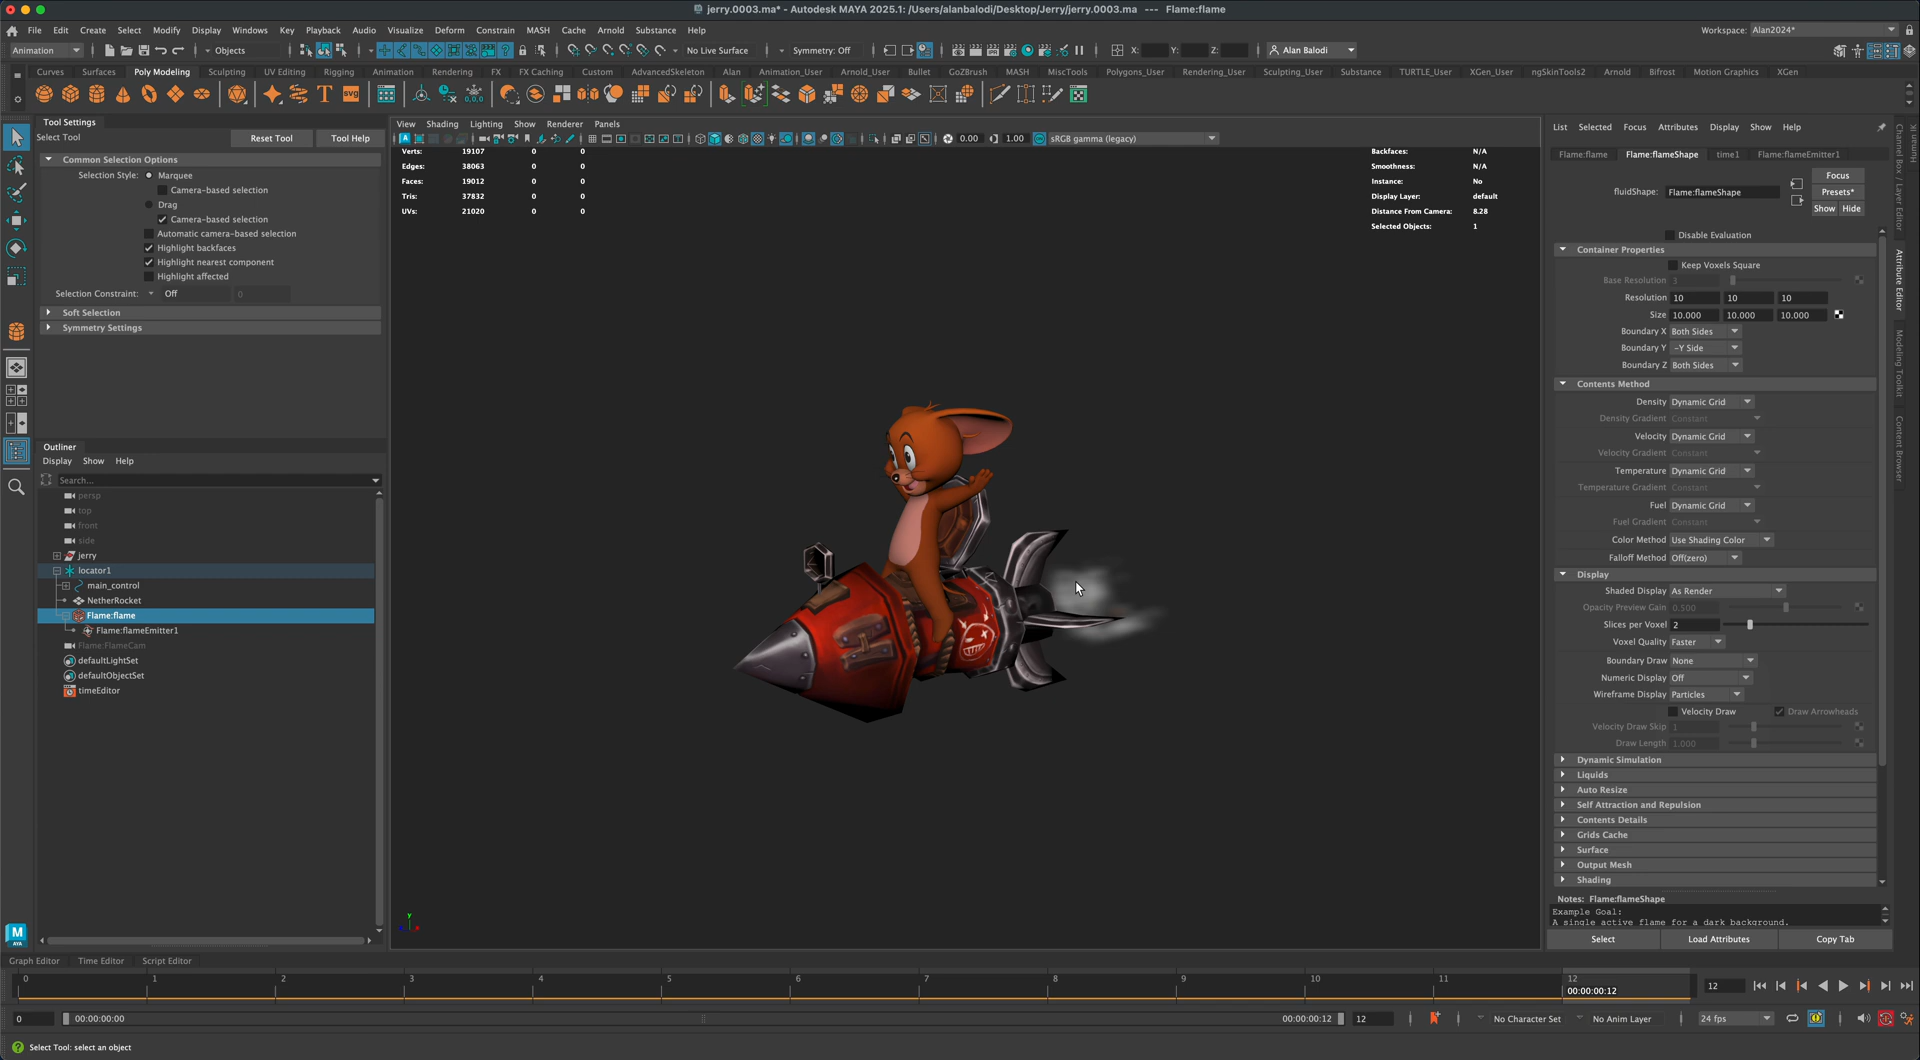 jerry.0003.ma* - Autodesk MAYA 2025.1: /Users/alanbalodi/Desktop/Jerry/jerry.0003.ma --- Flame:flame
File Edit Create Select Modify Display Windows Key Playback Audio Visualize Deform Constrain MASH Cache Arnold Substance Help
Workspace: Alan2024*
Animation Objects No Live Surface Symmetry: Off X: Y: Z: Alan Balodi
Curves Surfaces Poly Modeling Sculpting UV Editing Rigging Animation Rendering FX FX Caching Custom AdvancedSkeleton Alan Animation_User Arnold_User Bullet GoZBrush MASH MiscTools Polygons_User Rendering_User Sculpting_User Substance TURTLE_User XGen_User ngSkinTools2 Arnold Bifrost Motion Graphics XGen
Tool Settings
Select Tool
Reset Tool
Tool Help
Common Selection Options
Selection Style: Marquee
Camera-based selection
Drag
Camera-based selection
Automatic camera-based selection
Highlight backfaces
Highlight nearest component
Highlight affected
Selection Constraint: Off 0
Soft Selection
Symmetry Settings
Outliner
Display Show Help
Search...
persp
top
front
side
jerry
locator1
main_control
NetherRocket
Flame:flame
Flame:flameEmitter1
Flame:FlameCam
defaultLightSet
defaultObjectSet
timeEditor
View Shading Lighting Show Renderer Panels
0.00 1.00 sRGB gamma (legacy)
Verts: 19107 0 0
Edges: 38063 0 0
Faces: 19012 0 0
Tris: 37832 0 0
UVs: 21020 0 0
Backfaces: N/A
Smoothness: N/A
Instance: No
Display Layer: default
Distance From Camera: 8.28
Selected Objects: 1
List Selected Focus Attributes Display Show Help
Flame:flame Flame:flameShape time1 Flame:flameEmitter1
fluidShape: Flame:flameShape
Focus
Presets*
Show Hide
Disable Evaluation
Container Properties
Keep Voxels Square
Base Resolution 3
Resolution 10 10 10
Size 10.000 10.000 10.000
Boundary X Both Sides
Boundary Y -Y Side
Boundary Z Both Sides
Contents Method
Density Dynamic Grid
Density Gradient Constant
Velocity Dynamic Grid
Velocity Gradient Constant
Temperature Dynamic Grid
Temperature Gradient Constant
Fuel Dynamic Grid
Fuel Gradient Constant
Color Method Use Shading Color
Falloff Method Off(zero)
Display
Shaded Display As Render
Opacity Preview Gain 0.500
Slices per Voxel 2
Voxel Quality Faster
Boundary Draw None
Numeric Display Off
Wireframe Display Particles
Velocity Draw Draw Arrowheads
Velocity Draw Skip 1
Draw Length 1.000
Dynamic Simulation
Liquids
Auto Resize
Self Attraction and Repulsion
Contents Details
Grids Cache
Surface
Output Mesh
Shading
Notes: Flame:flameShape
Example Goal:
A single active flame for a dark background.
Select
Load Attributes
Copy Tab
Channel Box / Layer Editor
Attribute Editor
Modeling Toolkit
Content Browser
Human IK
y
M
MAYA
Graph Editor Time Editor Script Editor
0 1 2 3 4 5 6 7 8 9 10 11 12
00:00:00:12
12
0 00:00:00:00 00:00:00:12 12 No Character Set No Anim Layer 24 fps
Select Tool: select an object